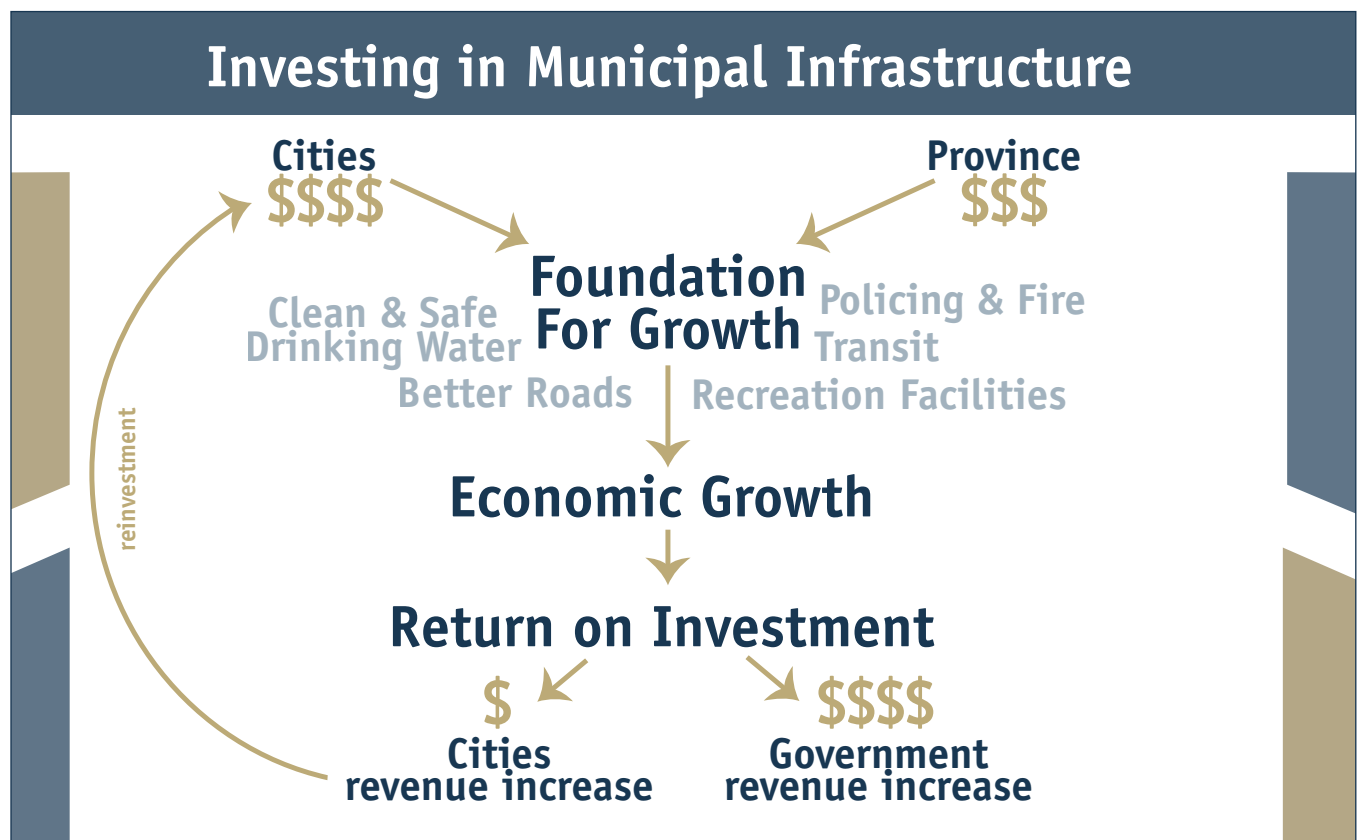 Investing in Municipal Infrastructure
Cities
$$$$
Province
$$$
Foundation
For Growth
Clean & Safe
Drinking Water
Better Roads
Policing & Fire
Transit
Recreation Facilities
reinvestment
Economic Growth
Return on Investment
$
Cities
revenue increase
$$$$
Government
revenue increase